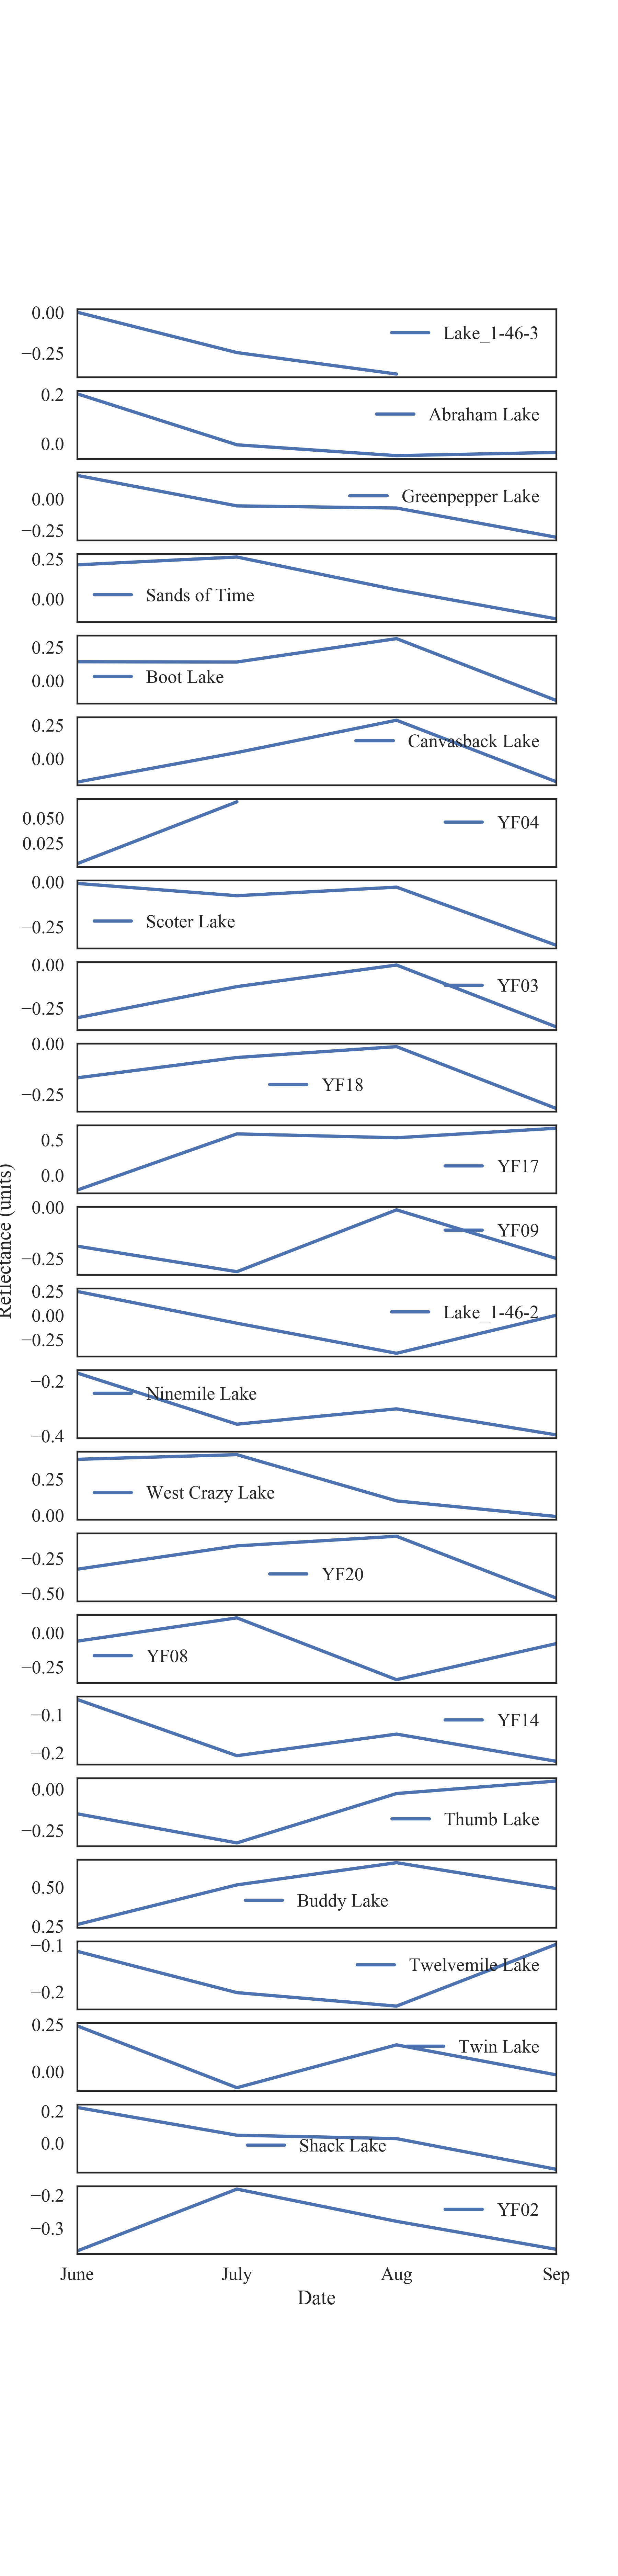 0.00
−0.25
Lake_1-46-3
0.2
0.0
Abraham Lake
0.00
−0.25
Greenpepper Lake
0.25
0.00
Sands of Time
0.25
0.00
Boot Lake
0.25
0.00
Canvasback Lake
0.050
0.025
YF04
0.00
−0.25
Scoter Lake
0.00
−0.25
YF03
0.00
−0.25
YF18
0.5
0.0
YF17
Reflectance (units)
0.00
−0.25
YF09
0.25
0.00
−0.25
Lake_1-46-2
−0.2
−0.4
Ninemile Lake
0.25
0.00
West Crazy Lake
−0.25
−0.50
YF20
0.00
−0.25
YF08
−0.1
−0.2
YF14
0.00
−0.25
Thumb Lake
0.50
0.25
Buddy Lake
−0.1
−0.2
Twelvemile Lake
0.25
0.00
Twin Lake
0.2
0.0
Shack Lake
−0.2
−0.3
YF02
June July Aug Sep
Date